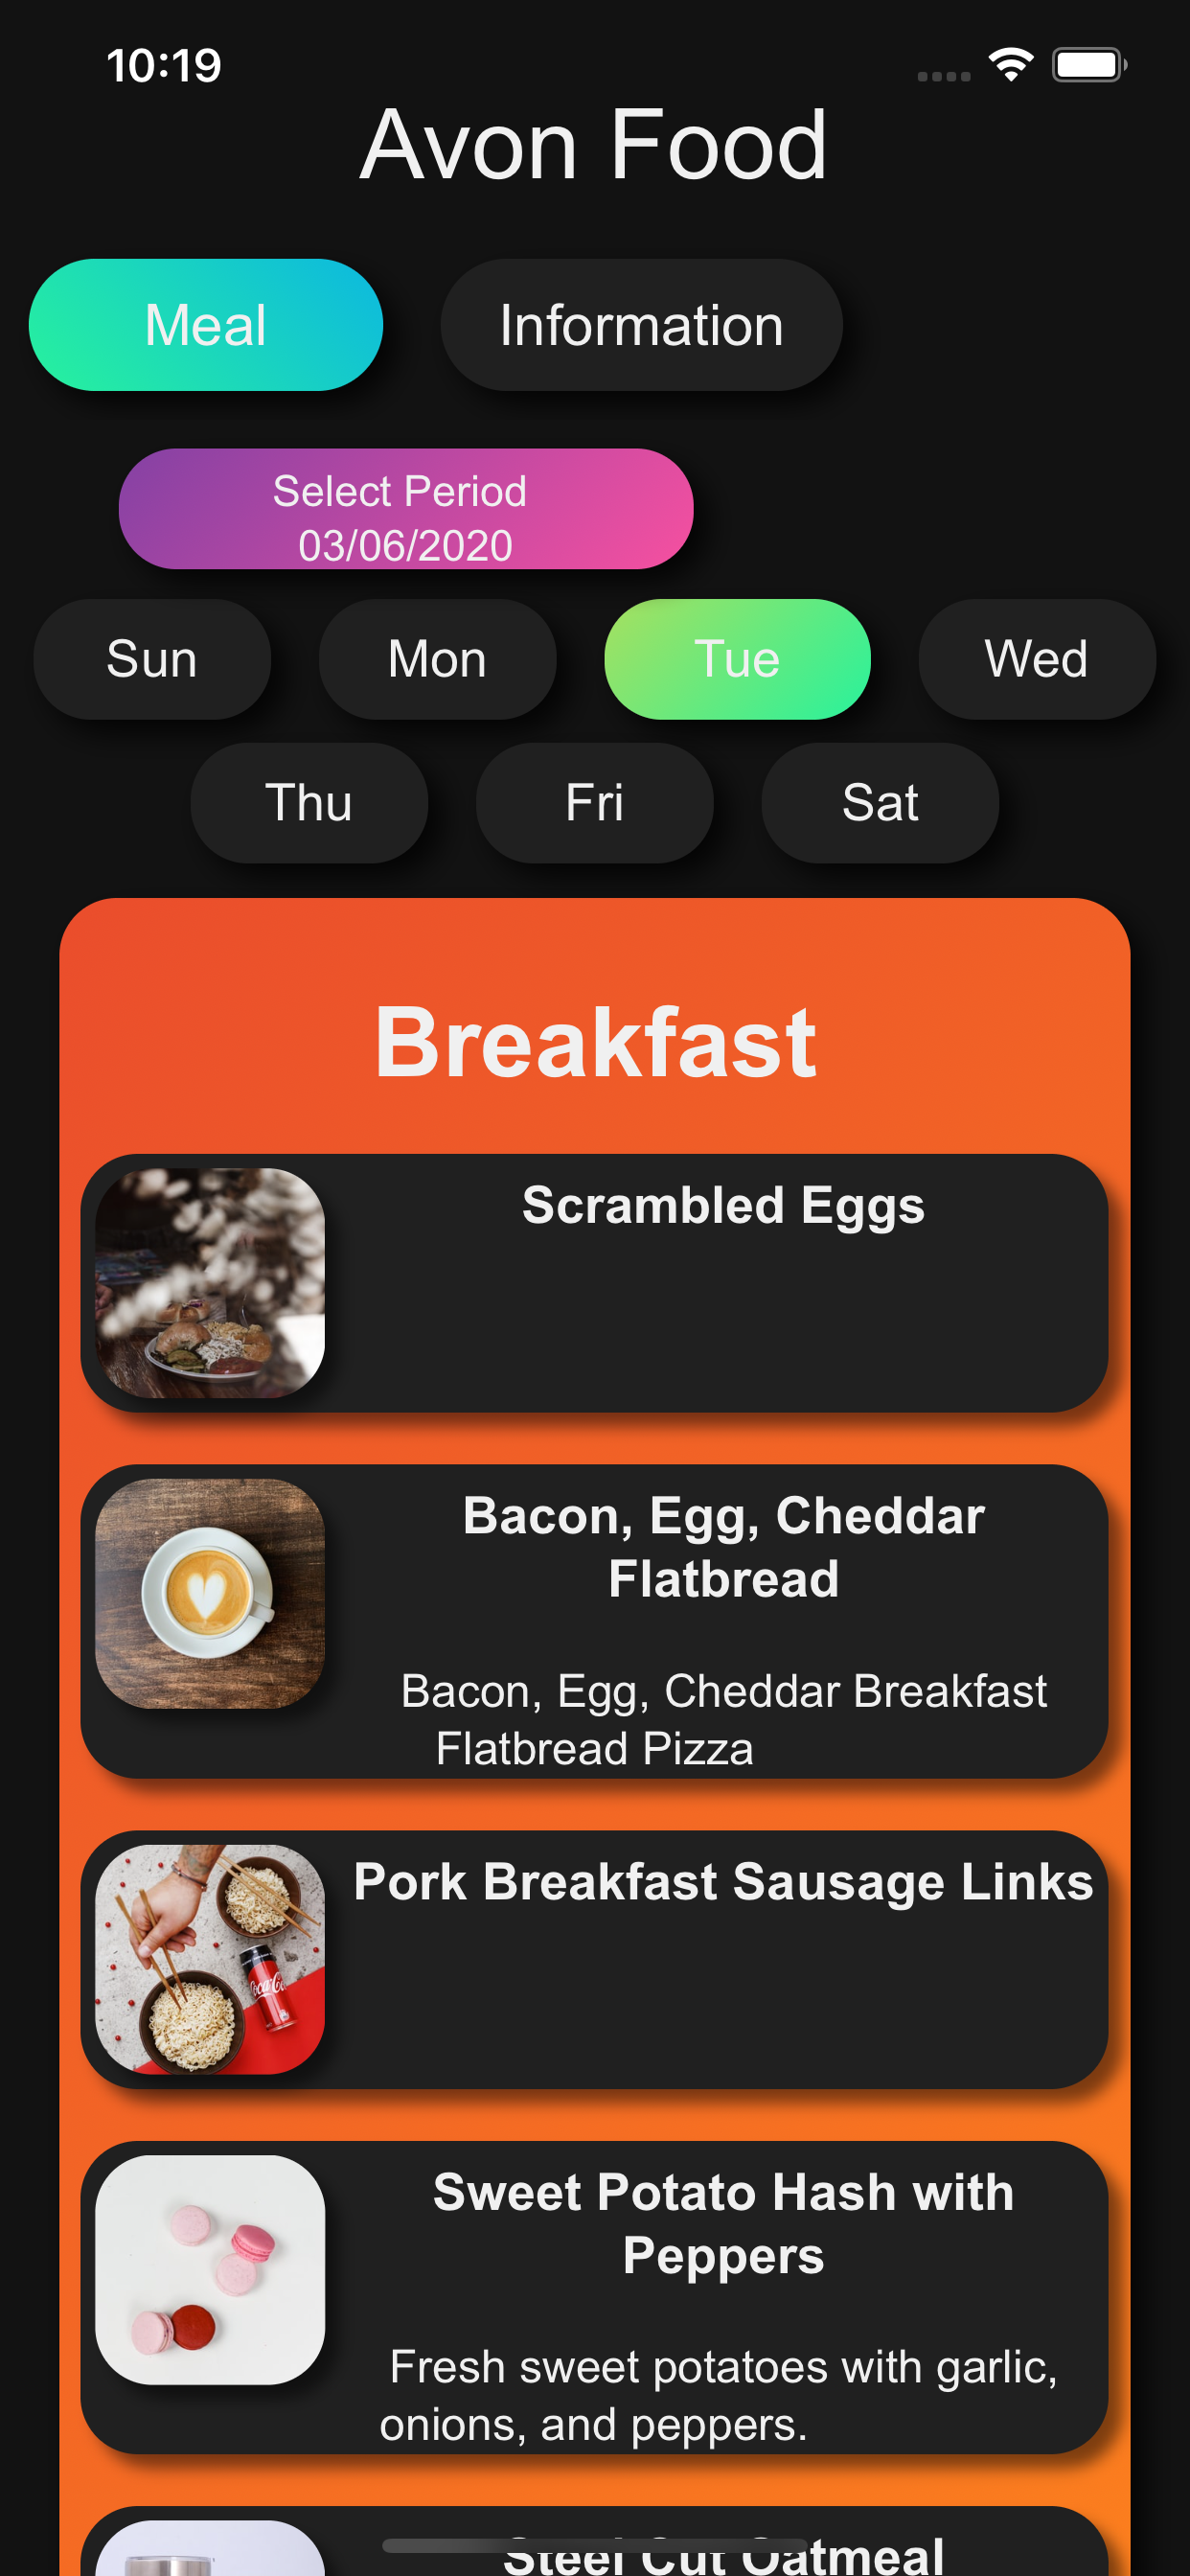 10:19
Avon Food
Meal
Information
Select Period
03/06/2020
Sun
Mon
Tue
Wed
Thu
Fri
Sat
Breakfast
Scrambled Eggs
Bacon, Egg, Cheddar
Flatbread
Bacon, Egg, Cheddar Breakfast
Flatbread Pizza
Coca-Cola
Pork Breakfast Sausage Links
Sweet Potato Hash with
Peppers
Fresh sweet potatoes with garlic,
onions, and peppers.
Steel Cut Oatmeal